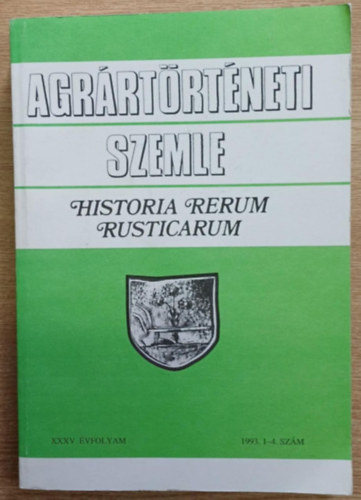 AGRÁRTÖRTÉNETI
SZEMLE
HISTORIA RERUM
RUSTICARUM
XXXV. ÉVFOLYAM 1993. 1–4. SZÁM